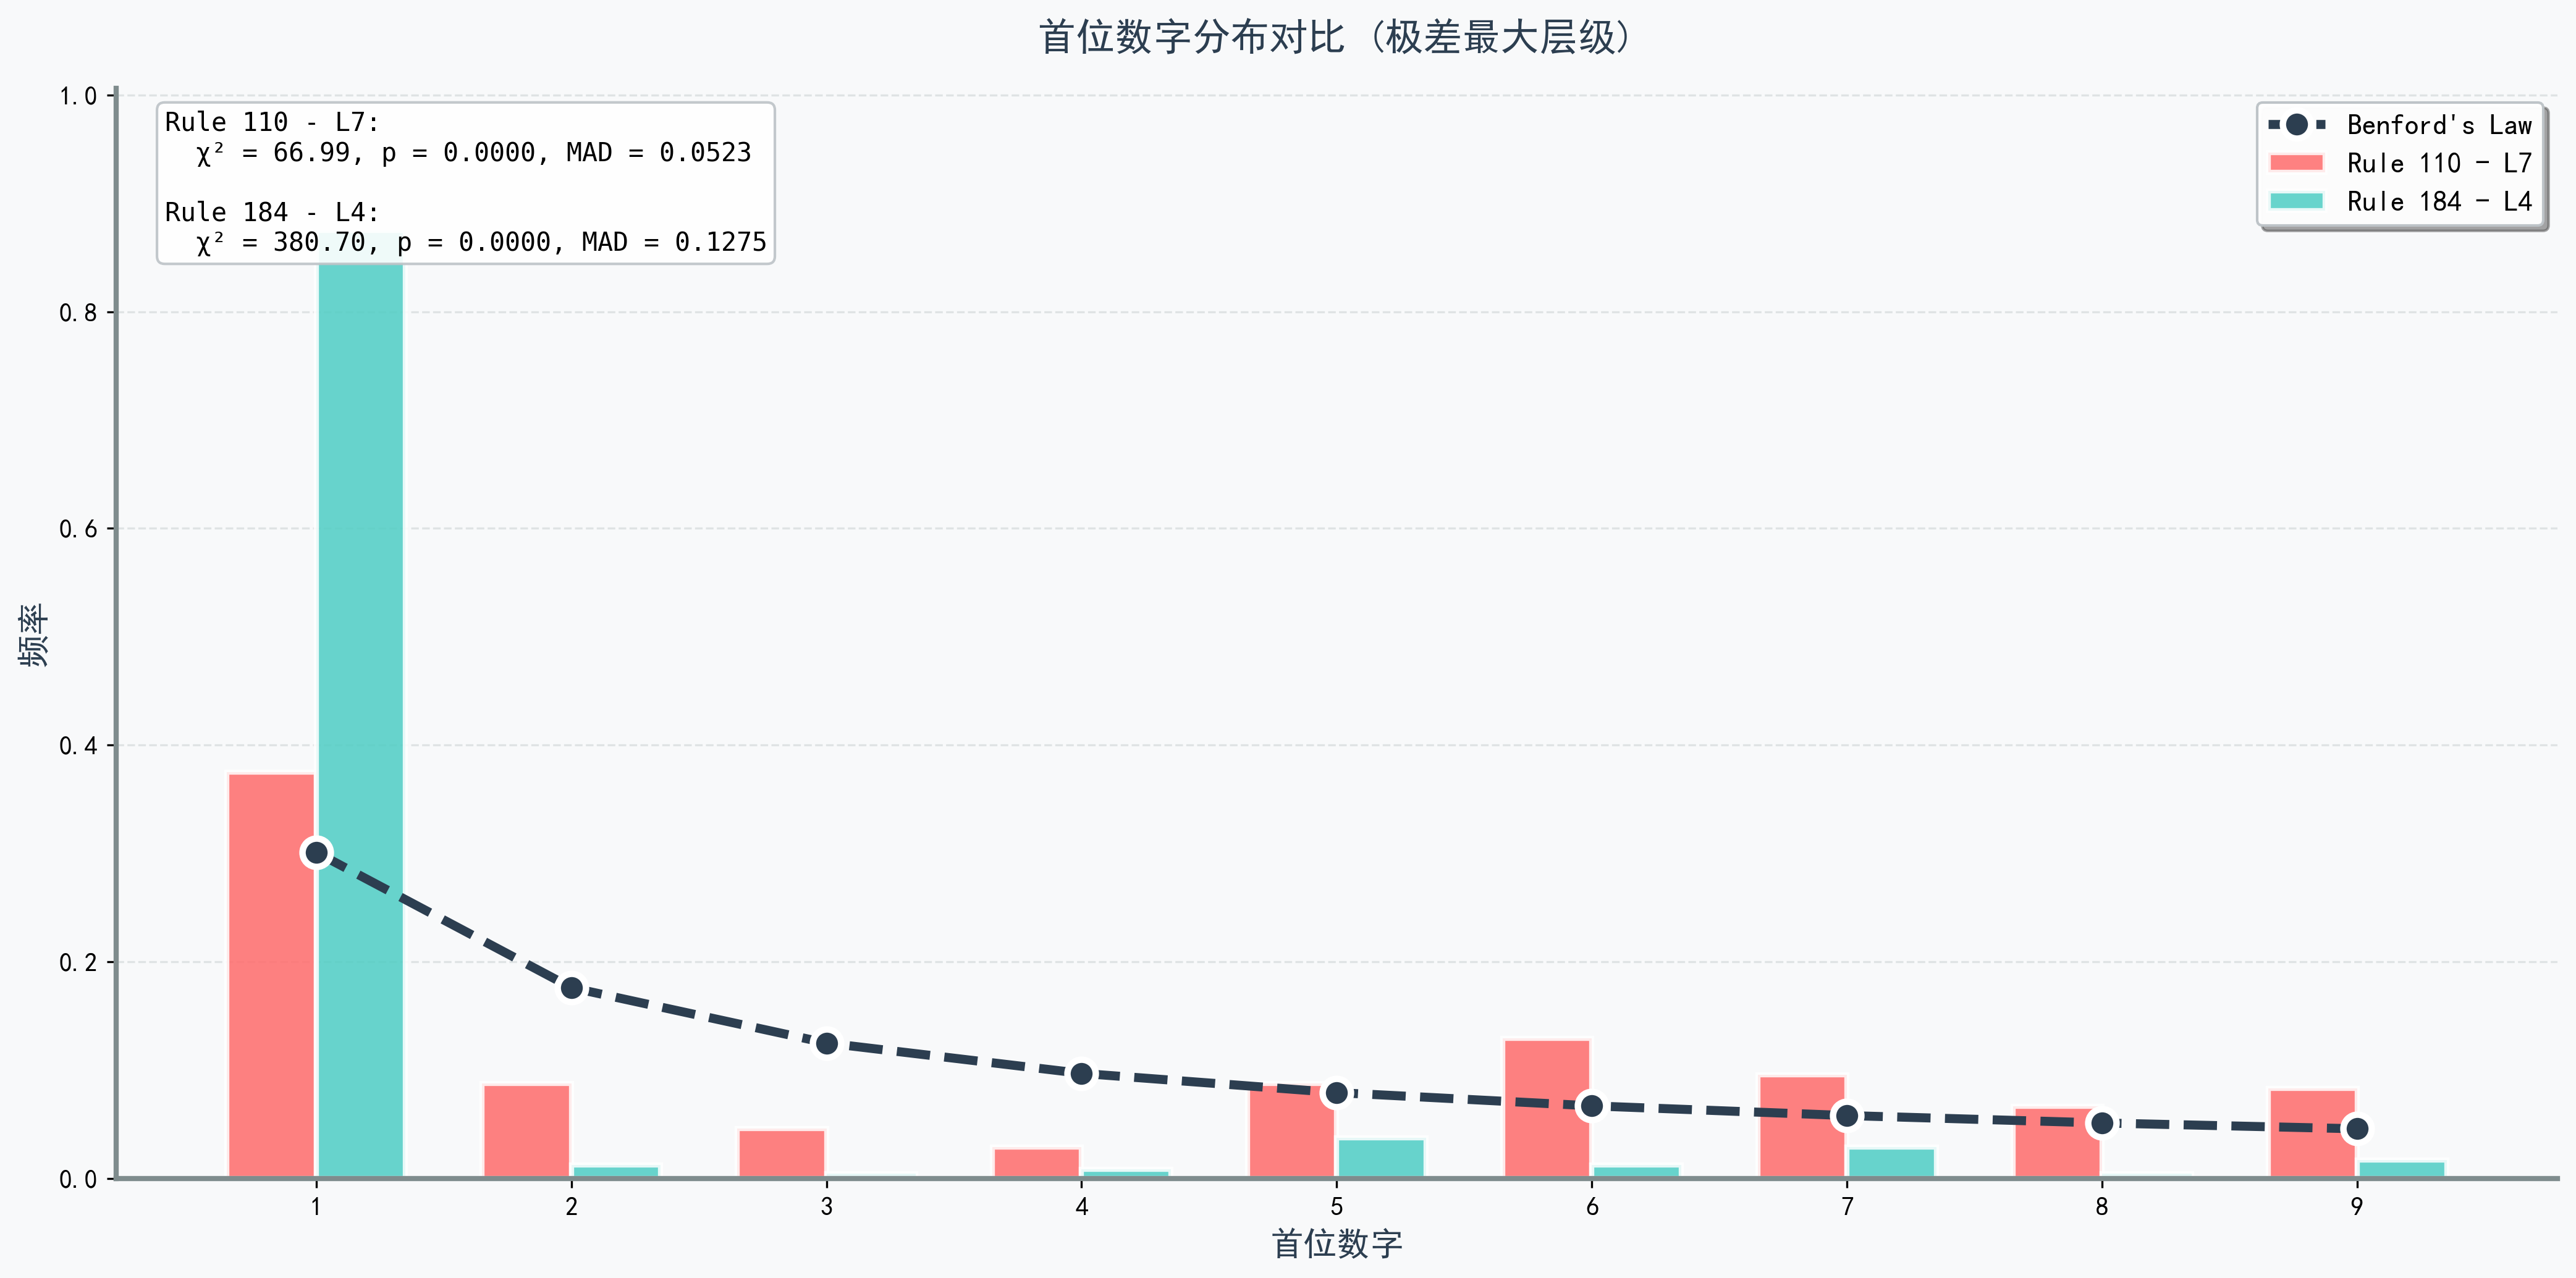 首位数字分布对比（极差最大层级）
Rule 110 - L7:
χ² = 66.99, p = 0.0000, MAD = 0.0523
Rule 184 - L4:
χ² = 380.70, p = 0.0000, MAD = 0.1275
Benford's Law
Rule 110 - L7
Rule 184 - L4
频率
1.0
0.8
0.6
0.4
0.2
0.0
1 2 3 4 5 6 7 8 9
首位数字